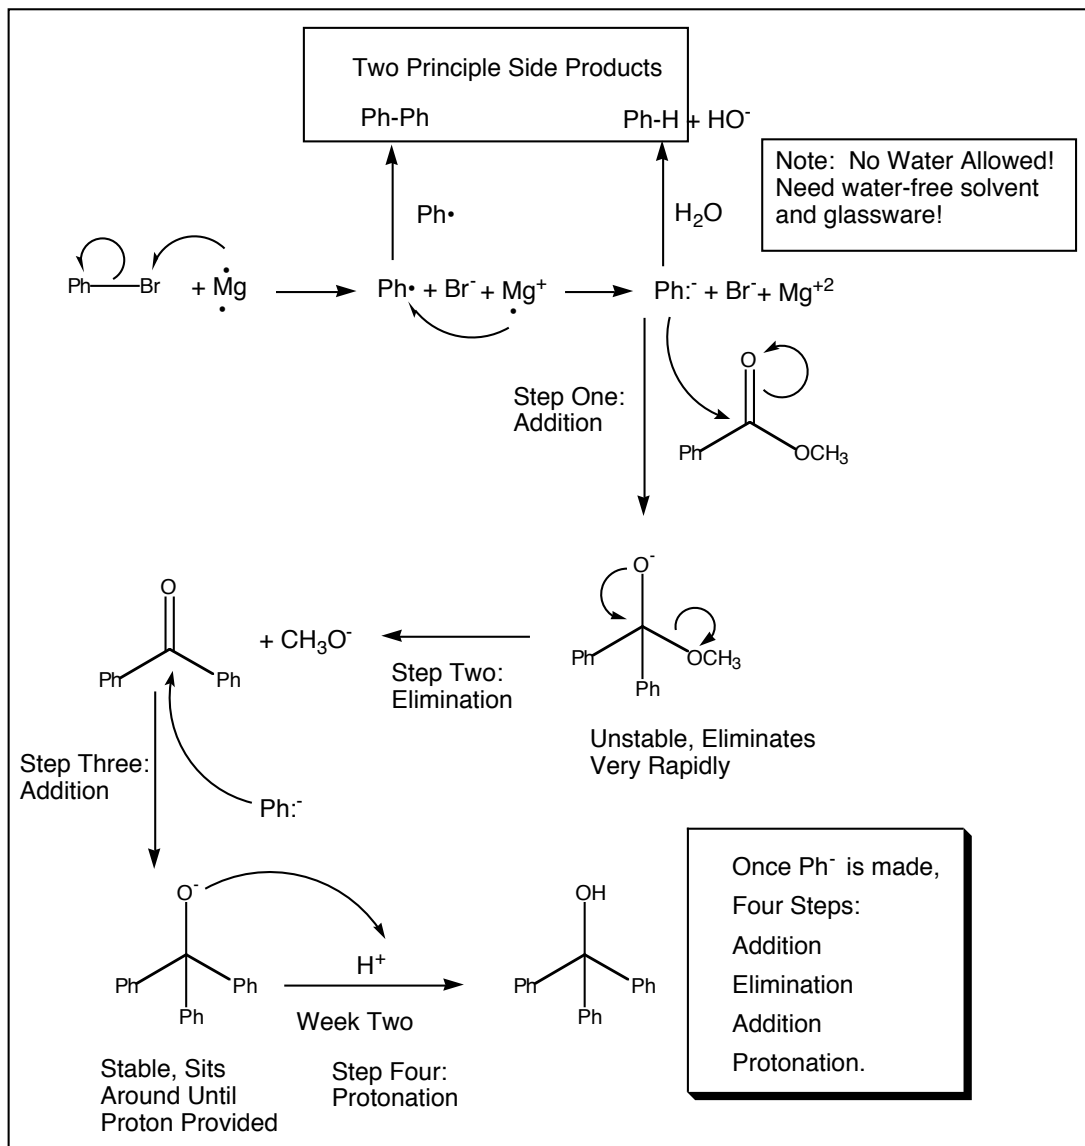 Two Principle Side Products
Ph-Ph
Ph-H + HO⁻
Note: No Water Allowed!
Need water-free solvent
and glassware!
Ph•
H₂O
Ph Br + Mg
Ph• + Br⁻ + Mg⁺
Ph:⁻ + Br⁻ + Mg⁺²
Step One:
Addition
O
Ph OCH₃
O⁻
Ph OCH₃
Ph
Unstable, Eliminates
Very Rapidly
Step Two:
Elimination
O
Ph Ph
+ CH₃O⁻
Step Three:
Addition
Ph:⁻
O⁻
Ph Ph
Ph
Stable, Sits
Around Until
Proton Provided
H⁺
Week Two
Step Four:
Protonation
OH
Ph Ph
Ph
Once Ph⁻ is made,
Four Steps:
Addition
Elimination
Addition
Protonation.